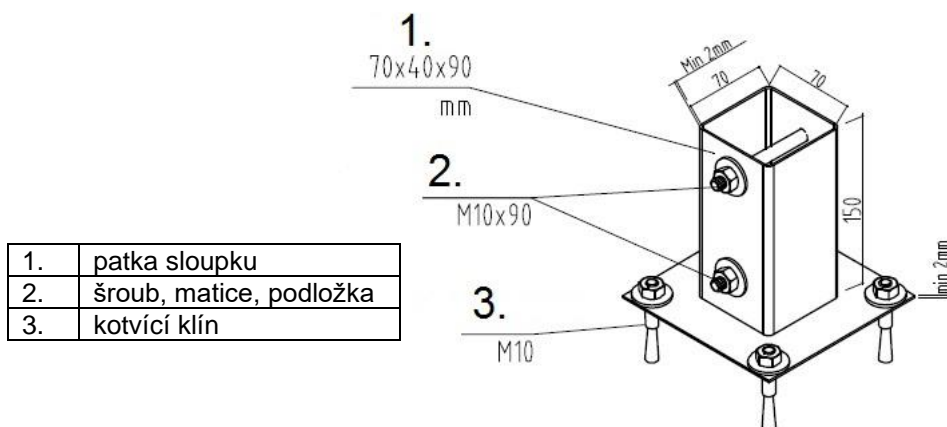 1.
70x40x90
mm
2.
M10x90
3.
M10
Min 2mm
70
70
150
min 2mm
1. patka sloupku
2. šroub, matice, podložka
3. kotvící klín